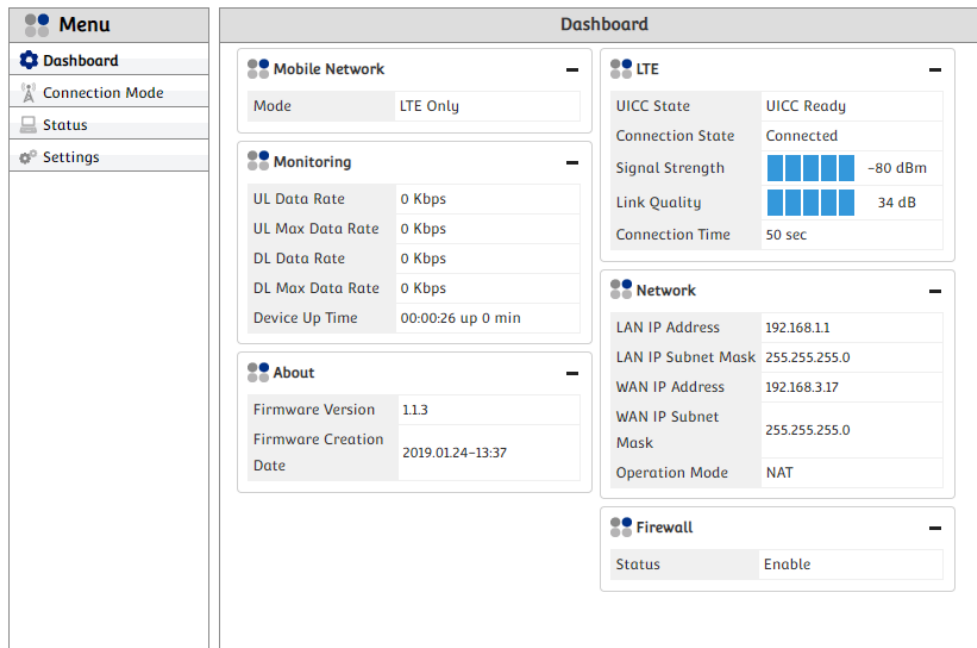 Menu
Dashboard
Connection Mode
Status
Settings
Dashboard
Mobile Network
Mode LTE Only
Monitoring
UL Data Rate 0 Kbps
UL Max Data Rate 0 Kbps
DL Data Rate 0 Kbps
DL Max Data Rate 0 Kbps
Device Up Time 00:00:26 up 0 min
About
Firmware Version 1.1.3
Firmware Creation
Date 2019.01.24-13:37
LTE
UICC State UICC Ready
Connection State Connected
Signal Strength -80 dBm
Link Quality 34 dB
Connection Time 50 sec
Network
LAN IP Address 192.168.1.1
LAN IP Subnet Mask 255.255.255.0
WAN IP Address 192.168.3.17
WAN IP Subnet
Mask 255.255.255.0
Operation Mode NAT
Firewall
Status Enable